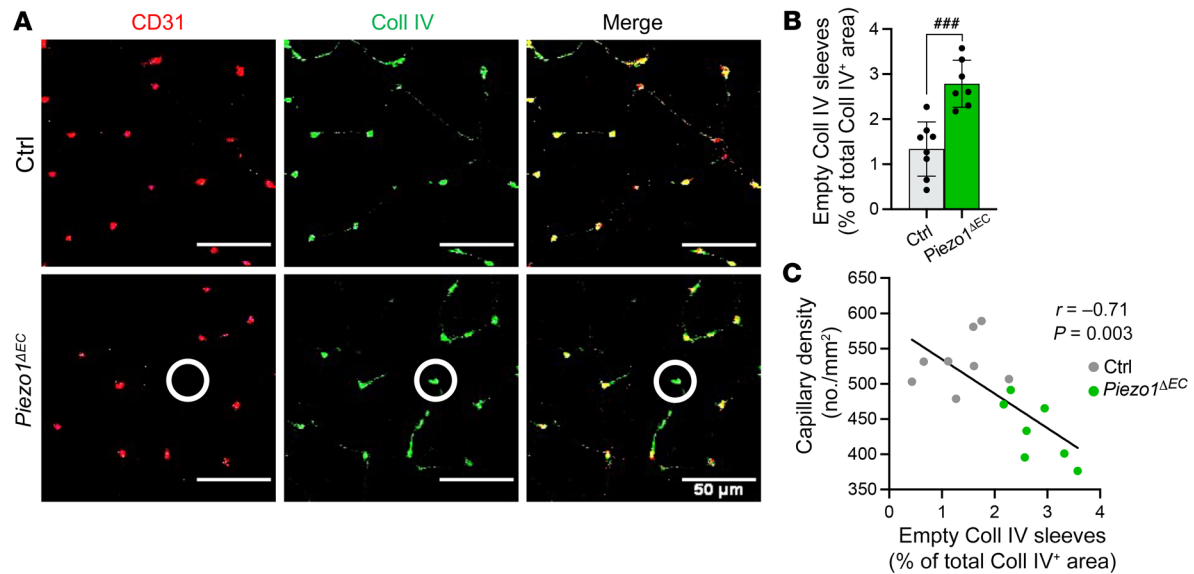 A
CD31
Coll IV
Merge
Ctrl
Piezo1ΔEC
50 µm
B
Empty Coll IV sleeves
(% of total Coll IV+ area)
4
3
2
1
0
###
Ctrl
Piezo1ΔEC
C
Capillary density
(no./mm²)
650
600
550
500
450
400
350
r = –0.71
P = 0.003
Ctrl
Piezo1ΔEC
0 1 2 3 4
Empty Coll IV sleeves
(% of total Coll IV+ area)